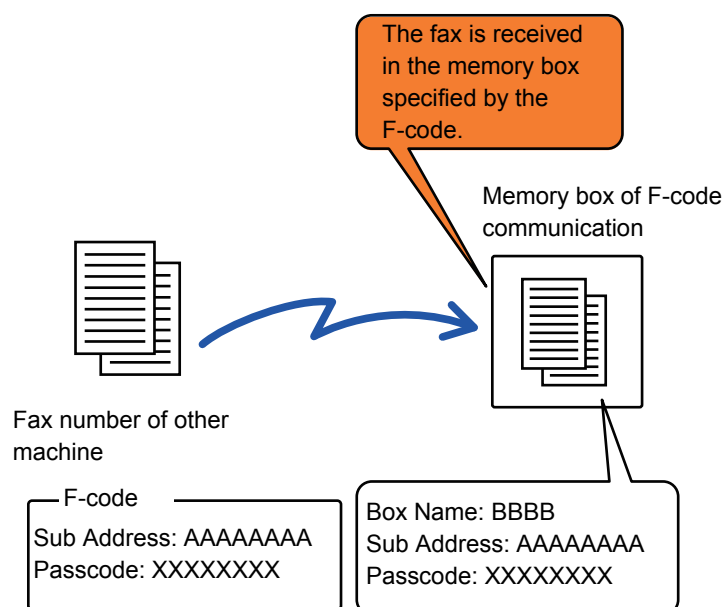 The fax is received
in the memory box
specified by the
F-code.
Memory box of F-code
communication
Fax number of other
machine
F-code
Sub Address: AAAAAAAA
Passcode: XXXXXXXX
Box Name: BBBB
Sub Address: AAAAAAAA
Passcode: XXXXXXXX